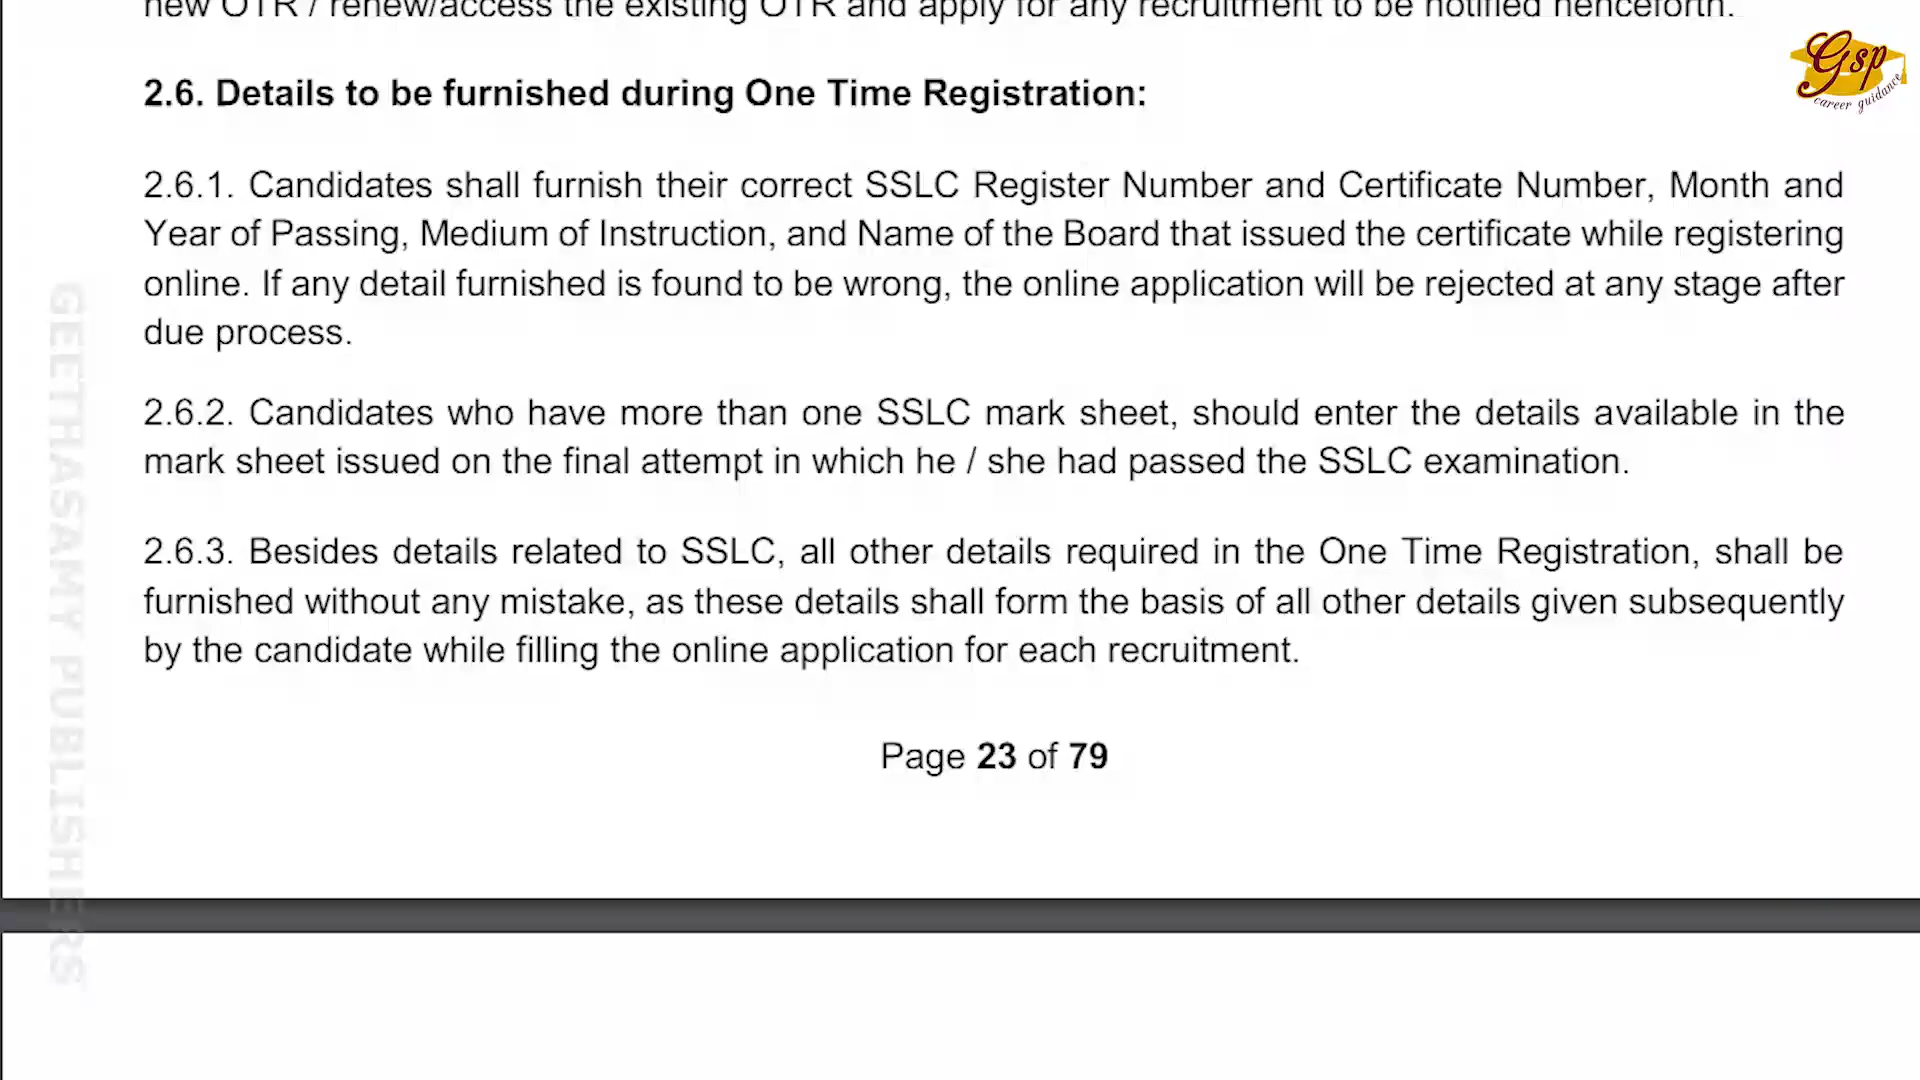 new OTR / renew/access the existing OTR and apply for any recruitment to be notified henceforth.
Gsp
career guidance
2.6. Details to be furnished during One Time Registration:
2.6.1. Candidates shall furnish their correct SSLC Register Number and Certificate Number, Month and
Year of Passing, Medium of Instruction, and Name of the Board that issued the certificate while registering
online. If any detail furnished is found to be wrong, the online application will be rejected at any stage after
due process.
2.6.2. Candidates who have more than one SSLC mark sheet, should enter the details available in the
mark sheet issued on the final attempt in which he / she had passed the SSLC examination.
2.6.3. Besides details related to SSLC, all other details required in the One Time Registration, shall be
furnished without any mistake, as these details shall form the basis of all other details given subsequently
by the candidate while filling the online application for each recruitment.
Page 23 of 79
GEETHASAMY PUBLISHERS